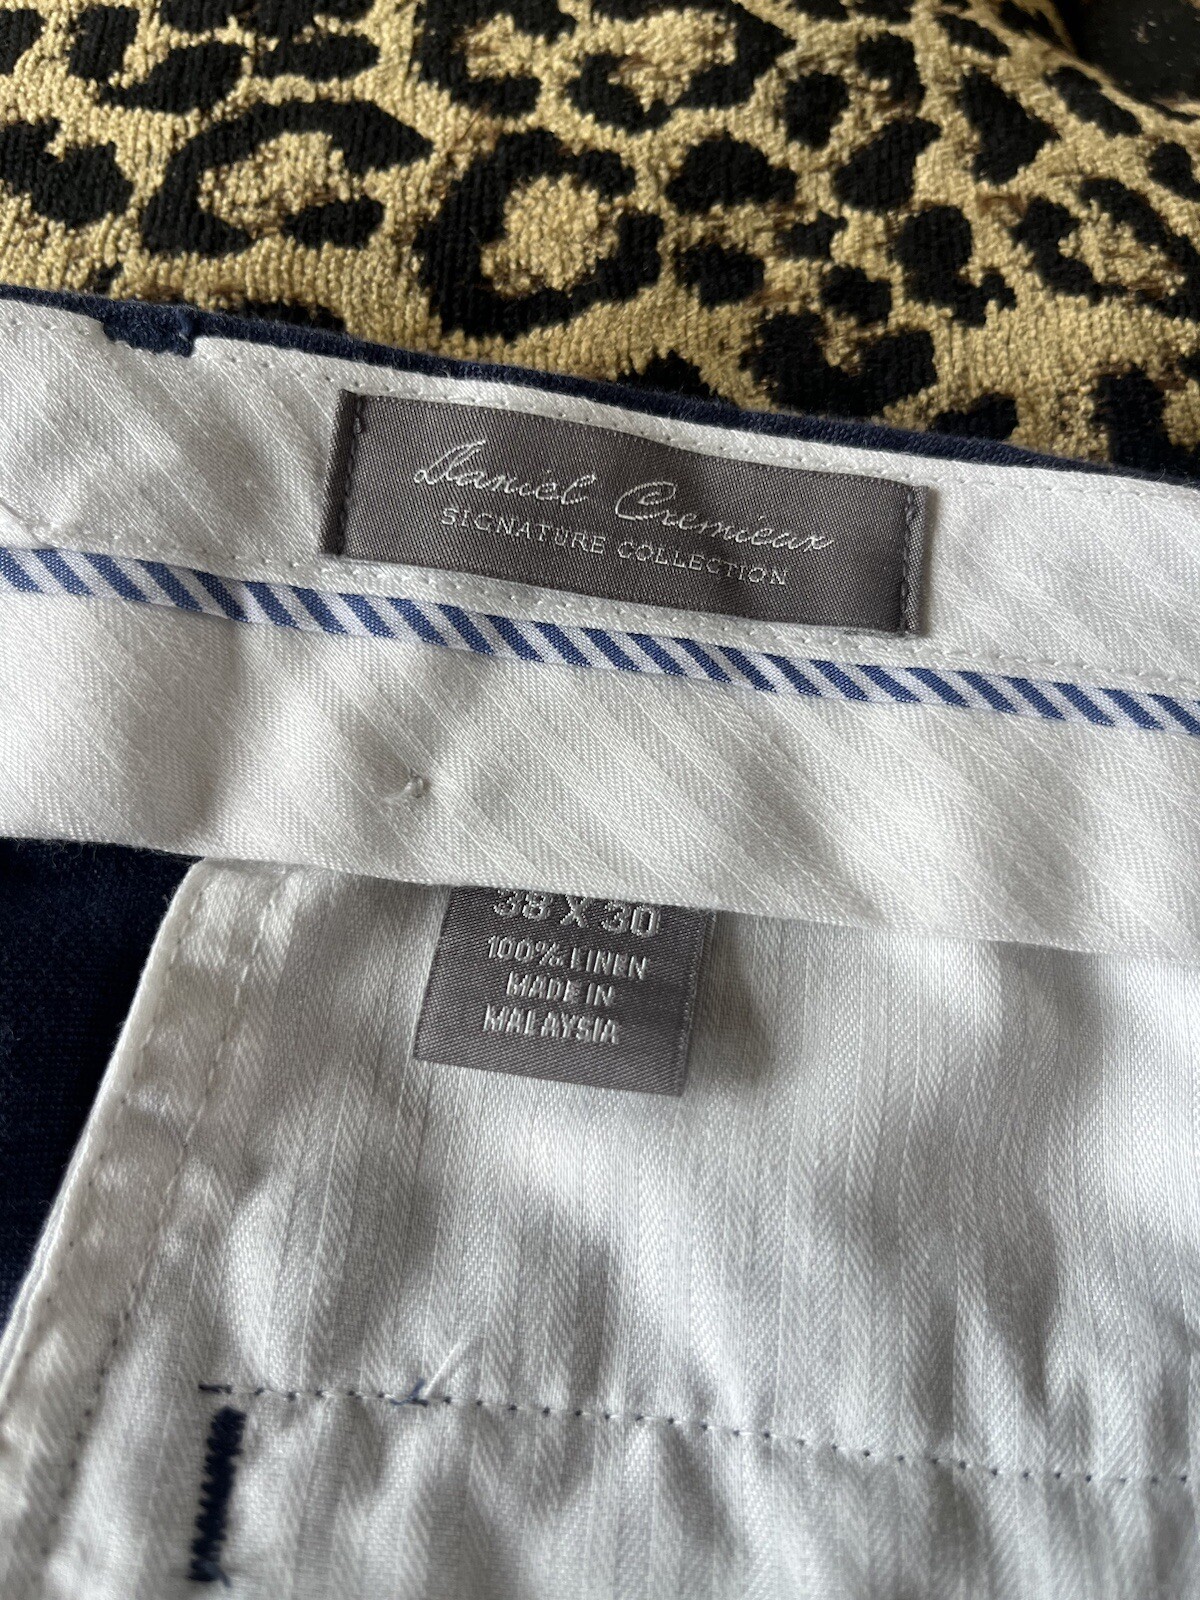 Daniel Cremieux
SIGNATURE COLLECTION
38 X 30
100% LINEN
MADE IN
MALAYSIA